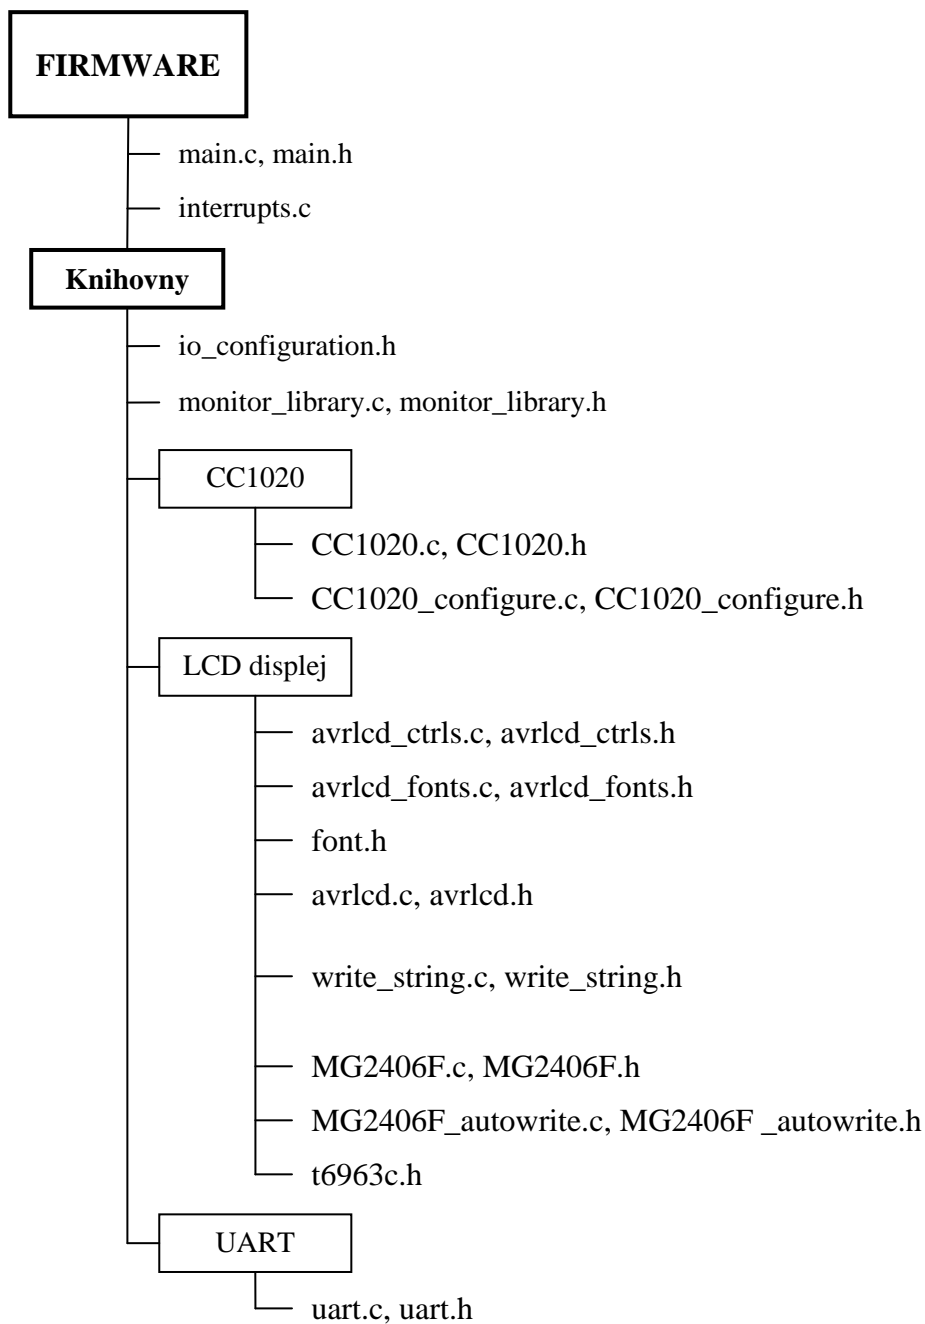 FIRMWARE
main.c, main.h
interrupts.c
Knihovny
io_configuration.h
monitor_library.c, monitor_library.h
CC1020
CC1020.c, CC1020.h
CC1020_configure.c, CC1020_configure.h
LCD displej
avrlcd_ctrls.c, avrlcd_ctrls.h
avrlcd_fonts.c, avrlcd_fonts.h
font.h
avrlcd.c, avrlcd.h
write_string.c, write_string.h
MG2406F.c, MG2406F.h
MG2406F_autowrite.c, MG2406F _autowrite.h
t6963c.h
UART
uart.c, uart.h